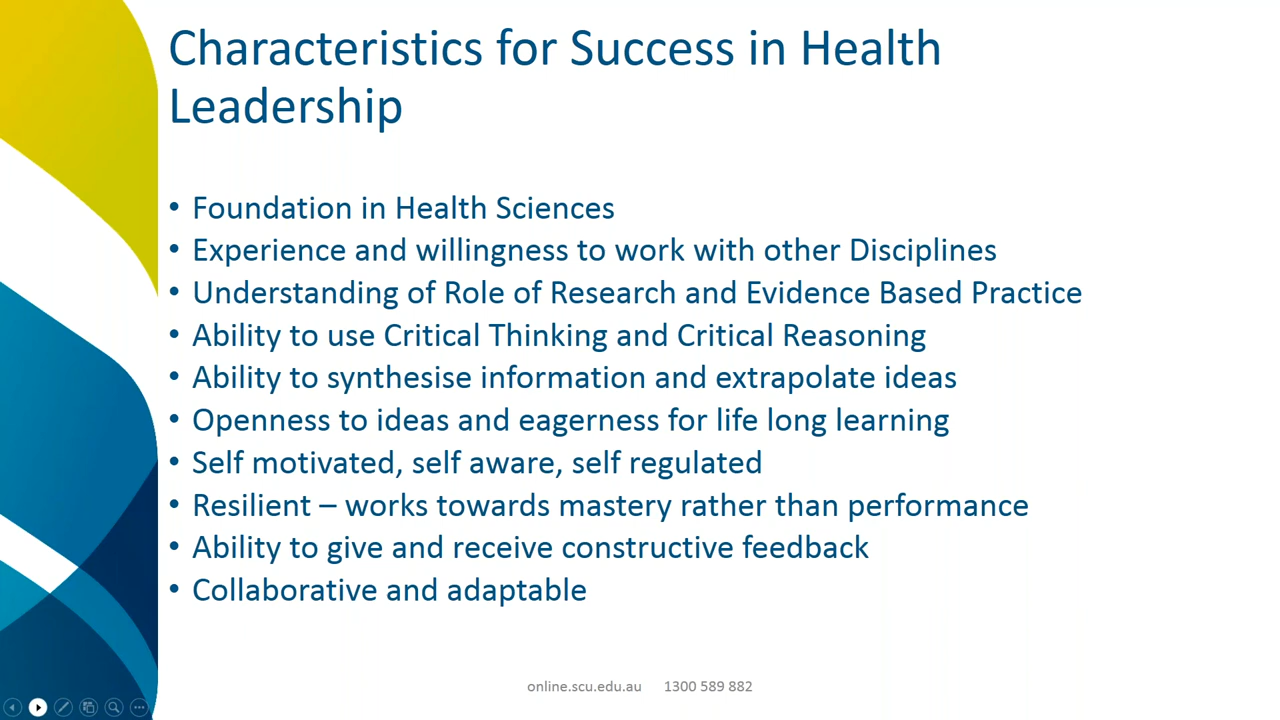 Characteristics for Success in Health
Leadership
• Foundation in Health Sciences
• Experience and willingness to work with other Disciplines
• Understanding of Role of Research and Evidence Based Practice
• Ability to use Critical Thinking and Critical Reasoning
• Ability to synthesise information and extrapolate ideas
• Openness to ideas and eagerness for life long learning
• Self motivated, self aware, self regulated
• Resilient – works towards mastery rather than performance
• Ability to give and receive constructive feedback
• Collaborative and adaptable
online.scu.edu.au 1300 589 882